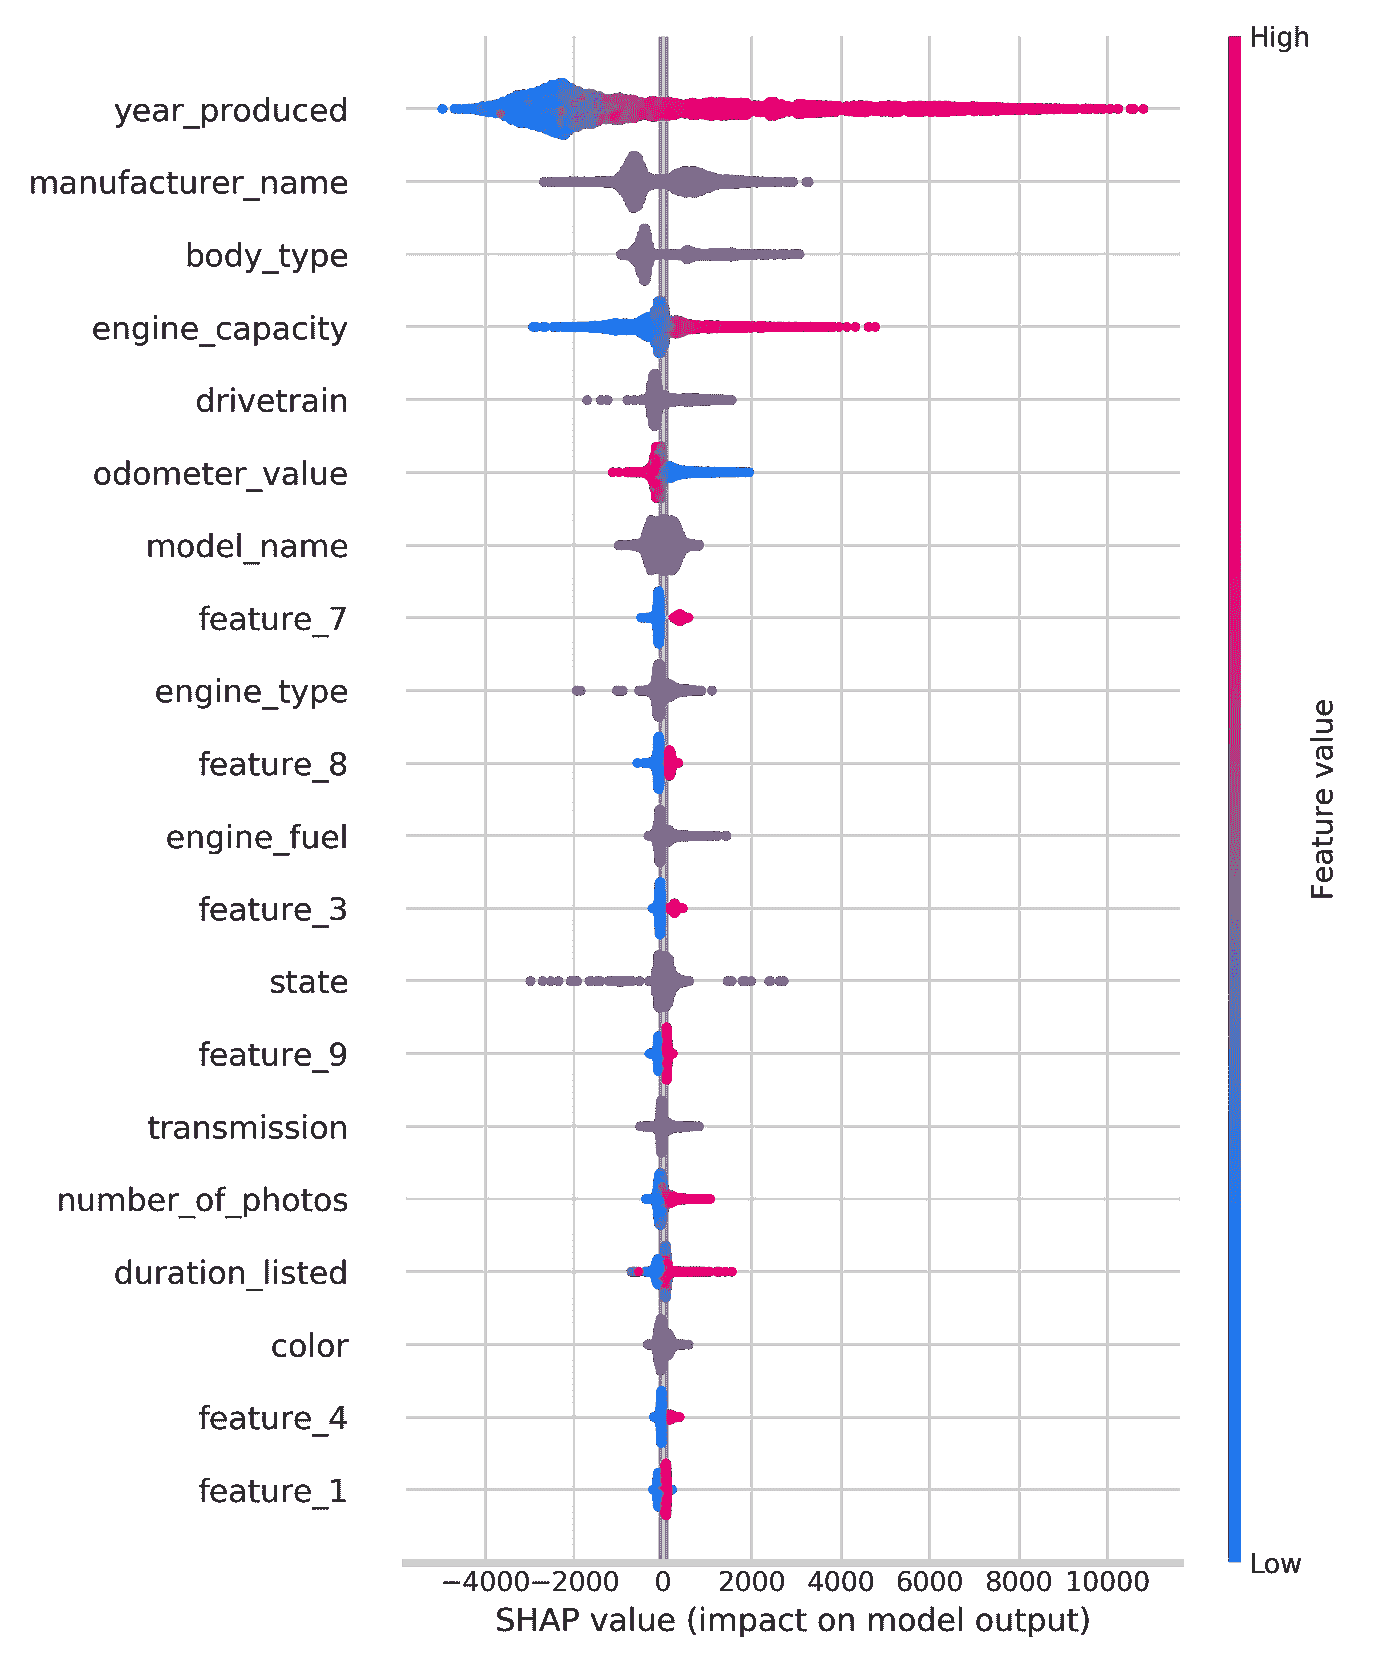 High
year_produced
manufacturer_name
body_type
engine_capacity
drivetrain
odometer_value
model_name
feature_7
engine_type
feature_8
engine_fuel
feature_3
state
feature_9
transmission
number_of_photos
duration_listed
color
feature_4
feature_1
Feature value
Low
−4000 −2000 0 2000 4000 6000 8000 10000
SHAP value (impact on model output)